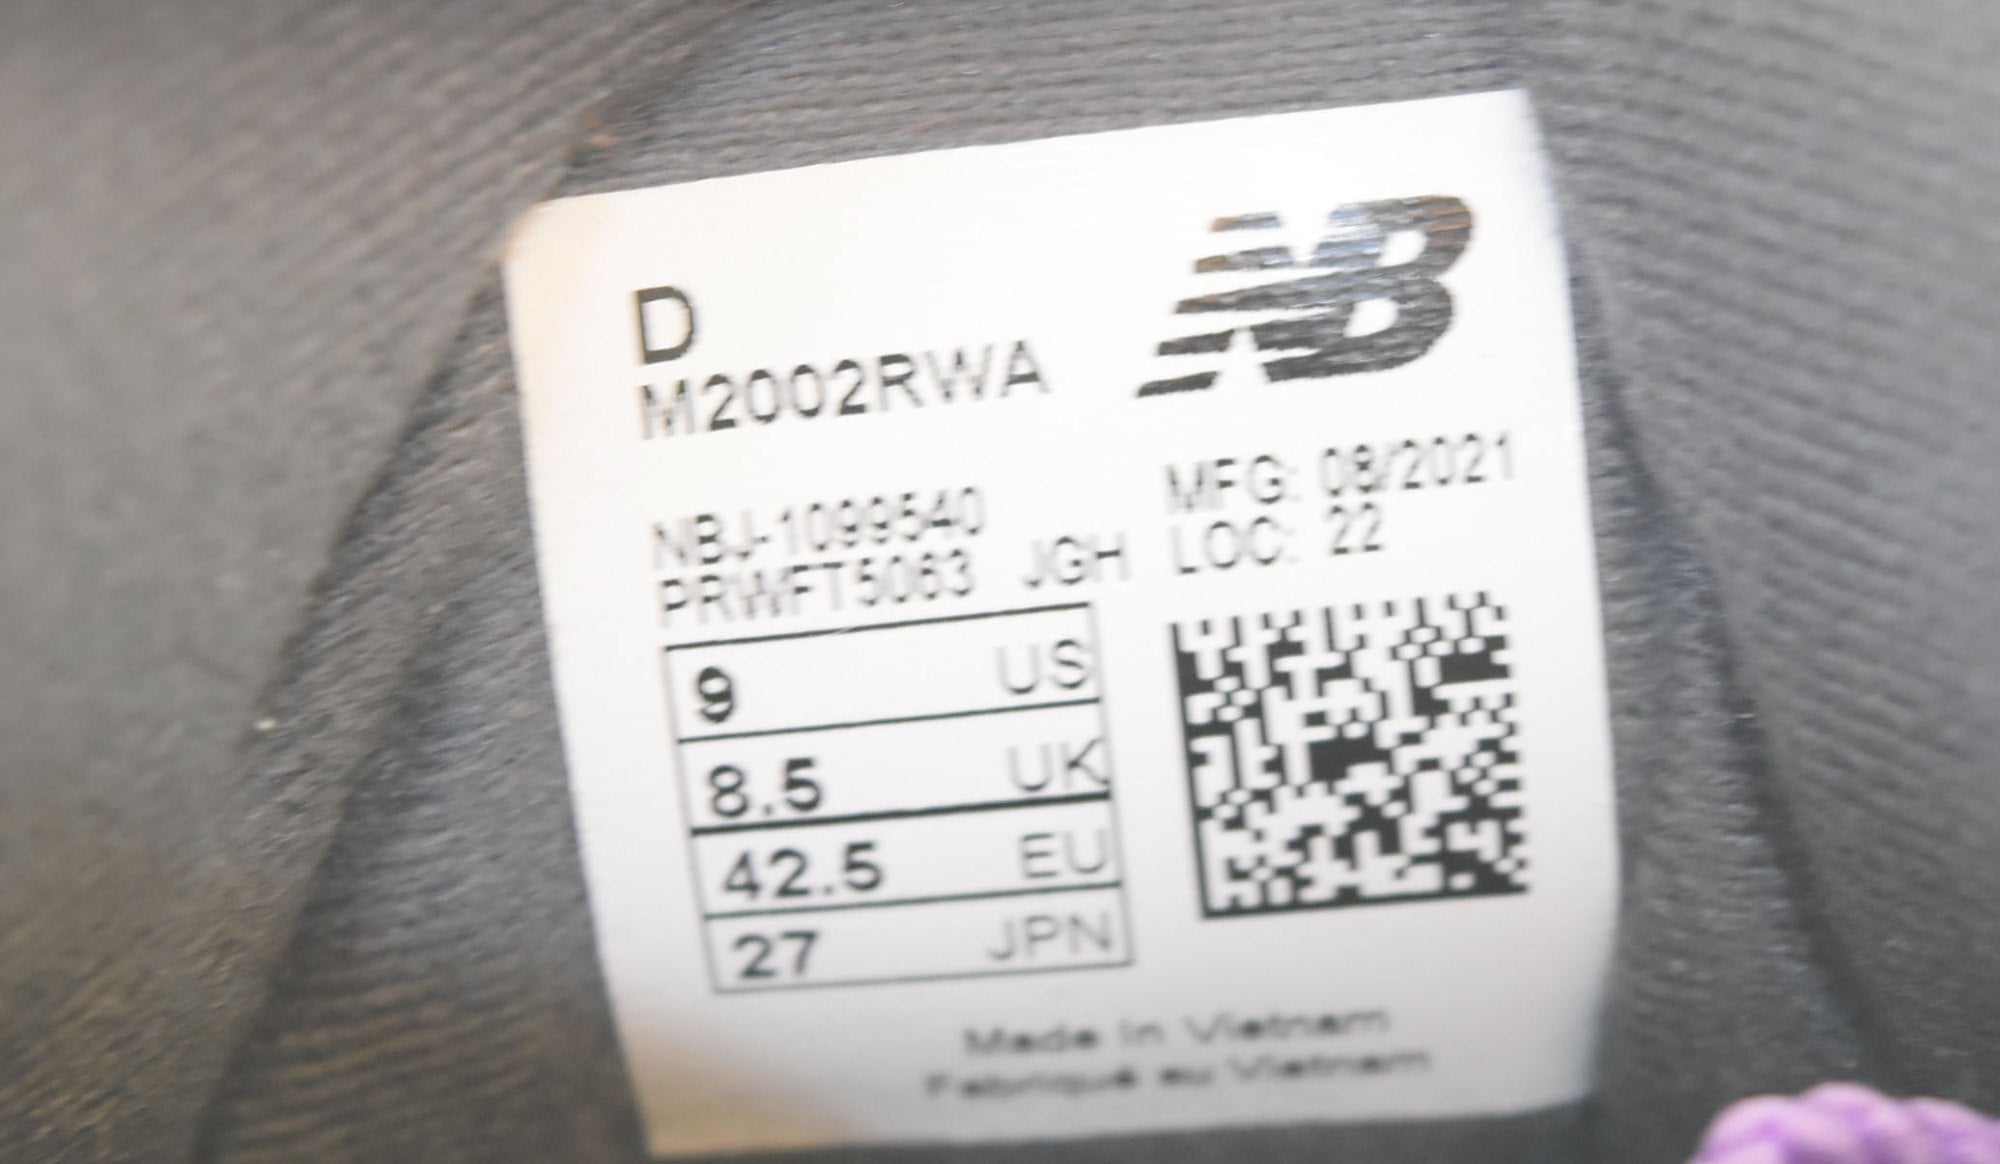 NB
D
M2002RWA
NBJ-1099540
PRWFT5063 JGH
MFG: 08/2021
LOC: 22
9 US
8.5 UK
42.5 EU
27 JPN
Made in Vietnam
Fabriqué au Vietnam